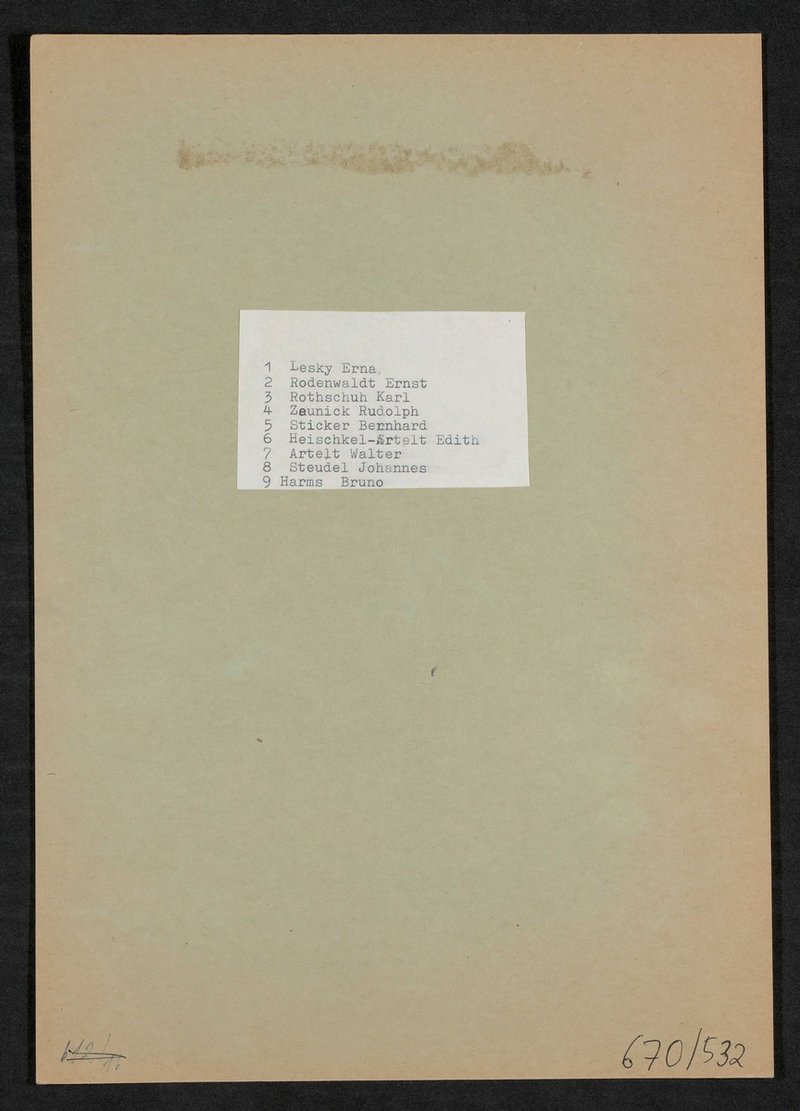 1 Lesky Erna
2 Rodenwaldt Ernst
3 Rothschuh Karl
4 Zaunick Rudolph
5 Sticker Bernhard
6 Heischkel-Artelt Edith
7 Artelt Walter
8 Steudel Johannes
9 Harms Bruno
670/532